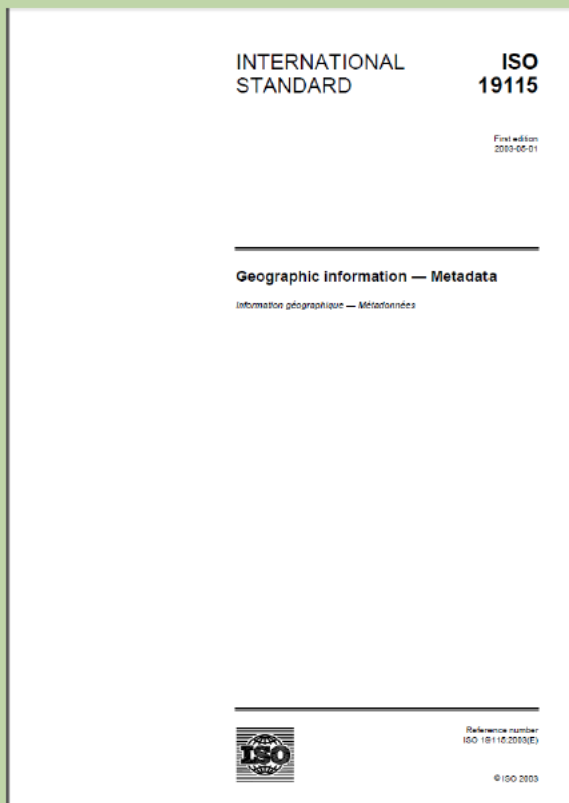 INTERNATIONAL STANDARD
ISO 19115
First edition
2003-05-01
Geographic information — Metadata
Information géographique — Métadonnées
ISO
Reference number
ISO 19115:2003(E)
© ISO 2003